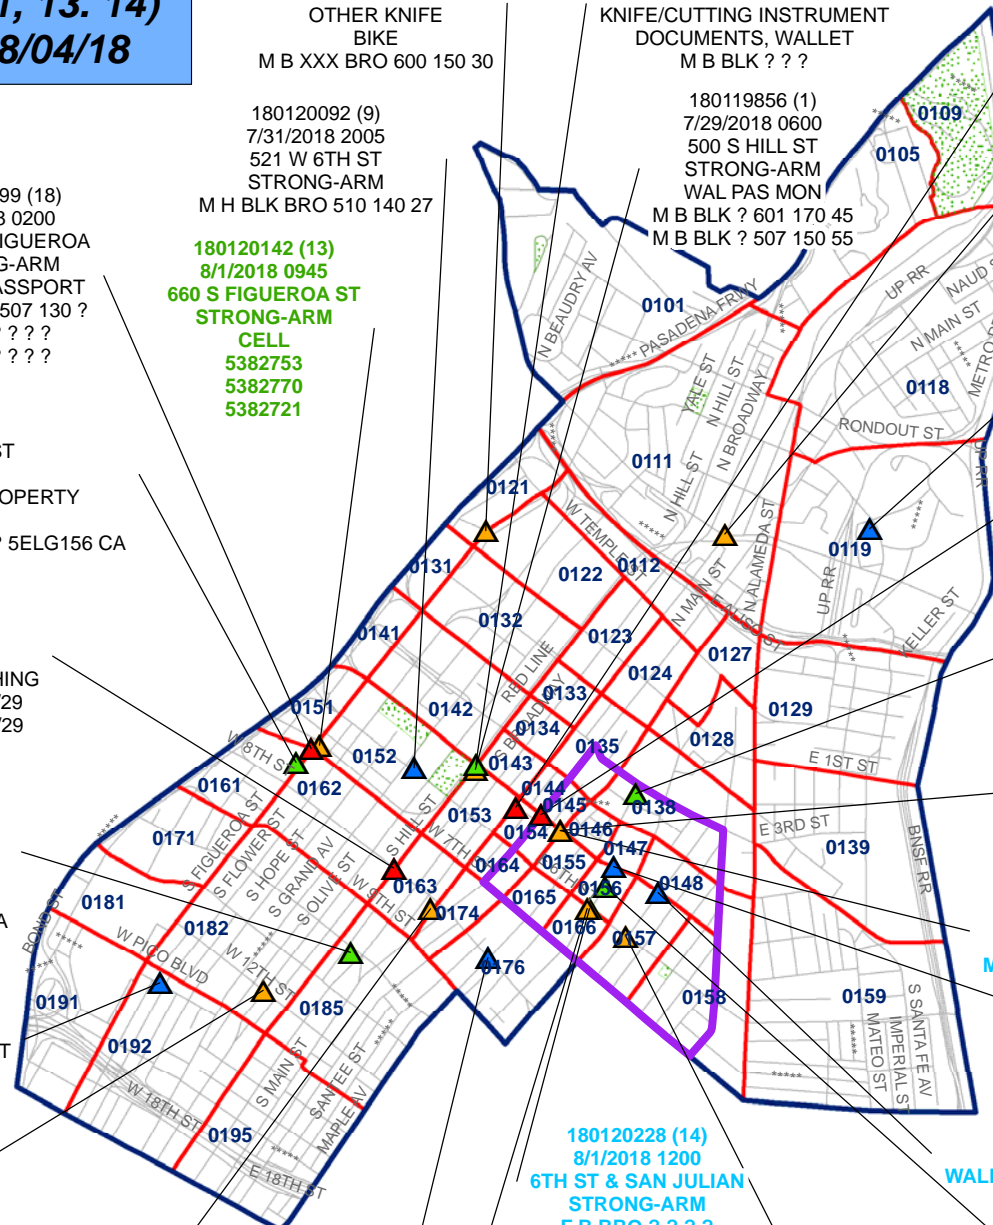 1, 13. 14)
8/04/18
OTHER KNIFE
BIKE
M B XXX BRO 600 150 30
KNIFE/CUTTING INSTRUMENT
DOCUMENTS, WALLET
M B BLK ? ? ?
180120092 (9)
7/31/2018 2005
521 W 6TH ST
STRONG-ARM
M H BLK BRO 510 140 27
180119856 (1)
7/29/2018 0600
500 S HILL ST
STRONG-ARM
WAL PAS MON
M B BLK ? 601 170 45
M B BLK ? 507 150 55
99 (18)
0200
IGUEROA
G-ARM
ASSPORT
507 130 ?
? ? ?
? ? ?
180120142 (13)
8/1/2018 0945
660 S FIGUEROA ST
STRONG-ARM
CELL
5382753
5382770
5382721
ST
OPERTY
5ELG156 CA
HING
/29
/29
A
T
180120228 (14)
8/1/2018 1200
6TH ST & SAN JULIAN
STRONG-ARM
F B BRO ? ? ? ?
M
WALL
0109
0105
0101
0118
0111
0121
0119
0131
0122
0112
0132
0141
0123
0127
0124
0133
0142
0151
0134
0129
0135
0128
0152
0143
0161
0162
0144
0138
0153
0145
0154
0146
0171
0139
0147
0164
0155
0163
0156
0148
0165
0181
0174
0166
0182
0157
0176
0191
0185
0158
0159
0192
0195
N BEAUDRY AV
***** PASADENA FRWY
UP RR
NAUD S
N MAIN ST
METRO
YALE ST
N HILL ST
N BROADWAY
RONDOUT ST
UP RR
N HILL ST
W TEMPLE ST
N ALAMEDA ST
N MAIN ST
E ALISO ST
UP RR
KELLER ST
RED LINE
S BROADWAY
W 8TH ST
E 1ST ST
S HILL ST
W 7TH S
E 3RD ST
BNSF RR
S FIGUEROA ST
S FLOWER ST
S HOPE ST
S GRAND AV
S OLIVE ST
W 9TH ST
BOND ST
W PICO BLVD
W 12TH ST
S MAIN ST
SANTEE ST
MAPLE AV
W 18TH ST
E 18TH ST
MATEO ST
IMPERIAL ST
S SANTA FE AV